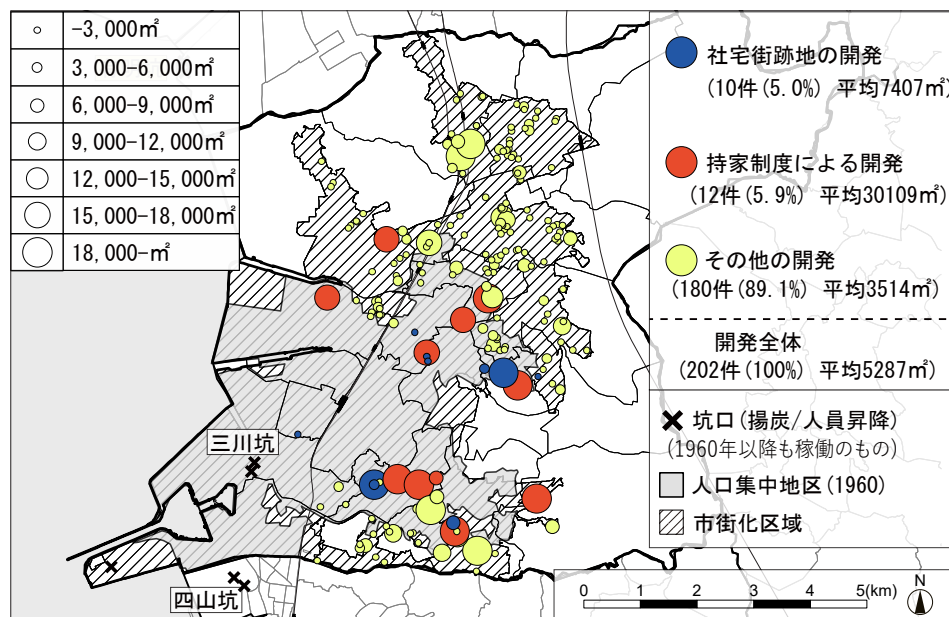 -3,000㎡
3,000-6,000㎡
6,000-9,000㎡
9,000-12,000㎡
12,000-15,000㎡
15,000-18,000㎡
18,000-㎡
社宅街跡地の開発
(10件(5.0%) 平均7407㎡)
持家制度による開発
(12件(5.9%) 平均30109㎡)
その他の開発
(180件(89.1%) 平均3514㎡)
開発全体
(202件(100%) 平均5287㎡)
坑口(揚炭/人員昇降)
(1960年以降も稼働のもの)
人口集中地区(1960)
市街化区域
三川坑
四山坑
0 1 2 3 4 5(km)
N